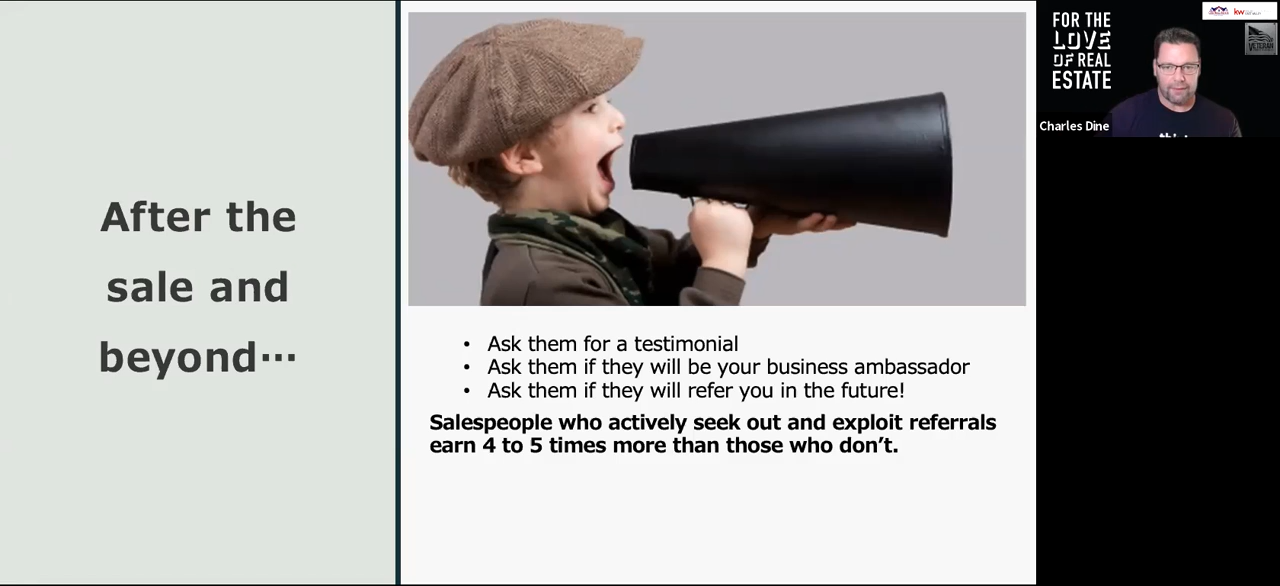 After the
sale and
beyond…
• Ask them for a testimonial
• Ask them if they will be your business ambassador
• Ask them if they will refer you in the future!
Salespeople who actively seek out and exploit referrals
earn 4 to 5 times more than those who don’t.
FOR THE
LOVE
OF REAL
ESTATE
Charles Dine
kw
VETERAN